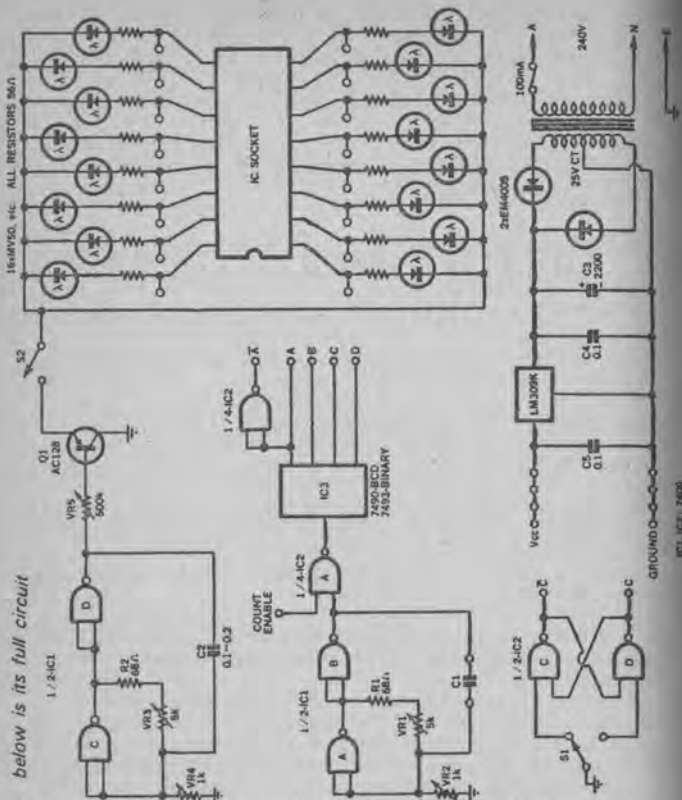 below is its full circuit
1/2-IC1
C
D
R2
68Ω
VR3
5k
VR4
1k
C2
0.1-0.2
VR5
500k
Q1
AC128
S2
16xMV50, etc ALL RESISTORS 56Ω
IC SOCKET
COUNT
ENABLE
1/2-IC1
A
B
R1
68Ω
VR1
5k
VR2
1k
C1
1/4-IC2
A
IC3
7490-BCD
7493-BINARY
1/4-IC2
A
A
B
C
D
S1
1/2-IC2
C
D
C
C
Vcc
GROUND
C5
0.1
LM309K
C4
0.1
C3
2200
2xEM4005
25V CT
100mA
240V
A
N
E